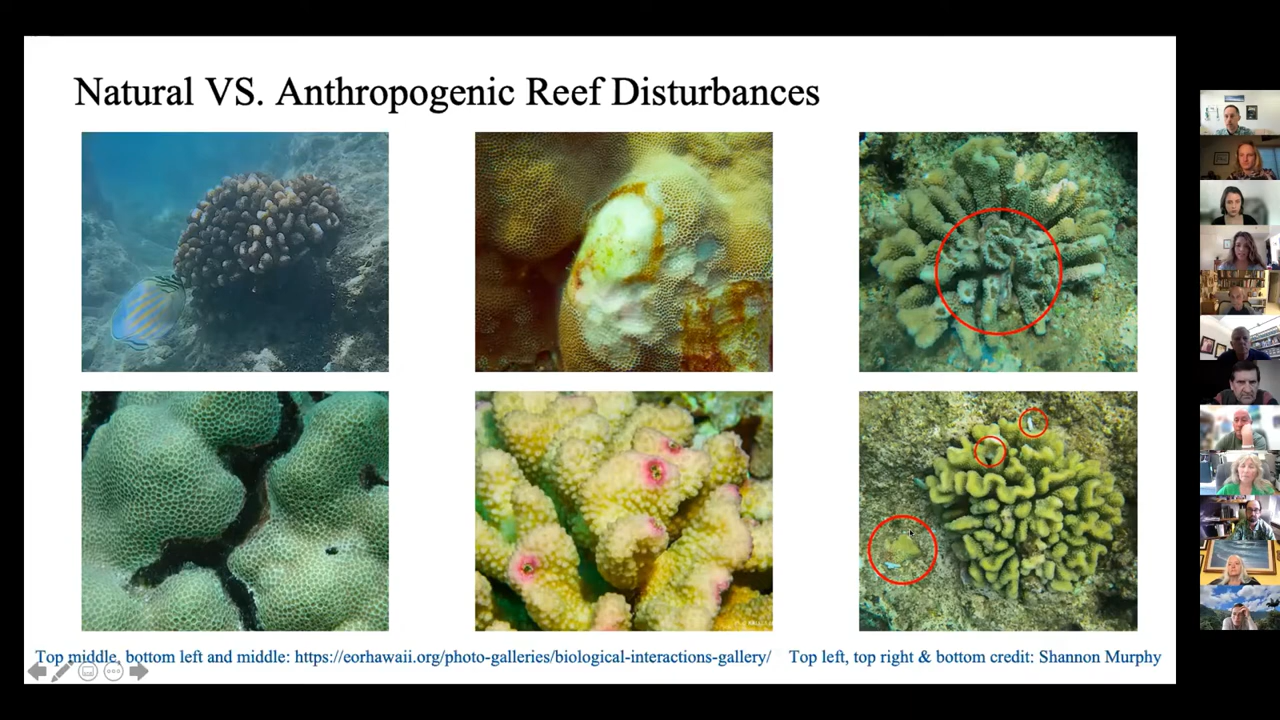 Natural VS. Anthropogenic Reef Disturbances
Top middle, bottom left and middle: https://eorhawaii.org/photo-galleries/biological-interactions-gallery/
Top left, top right & bottom credit: Shannon Murphy